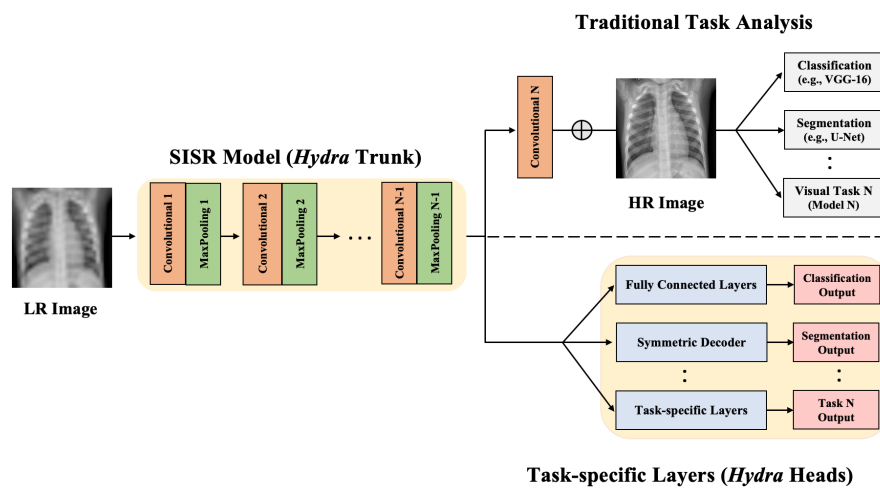 Traditional Task Analysis
Classification
(e.g., VGG-16)
Convolutional N
Segmentation
(e.g., U-Net)
SISR Model (Hydra Trunk)
Visual Task N
(Model N)
HR Image
Convolutional 1
MaxPooling 1
Convolutional 2
MaxPooling 2
Convolutional N-1
MaxPooling N-1
LR Image
Fully Connected Layers
Classification
Output
Symmetric Decoder
Segmentation
Output
Task-specific Layers
Task N
Output
Task-specific Layers (Hydra Heads)